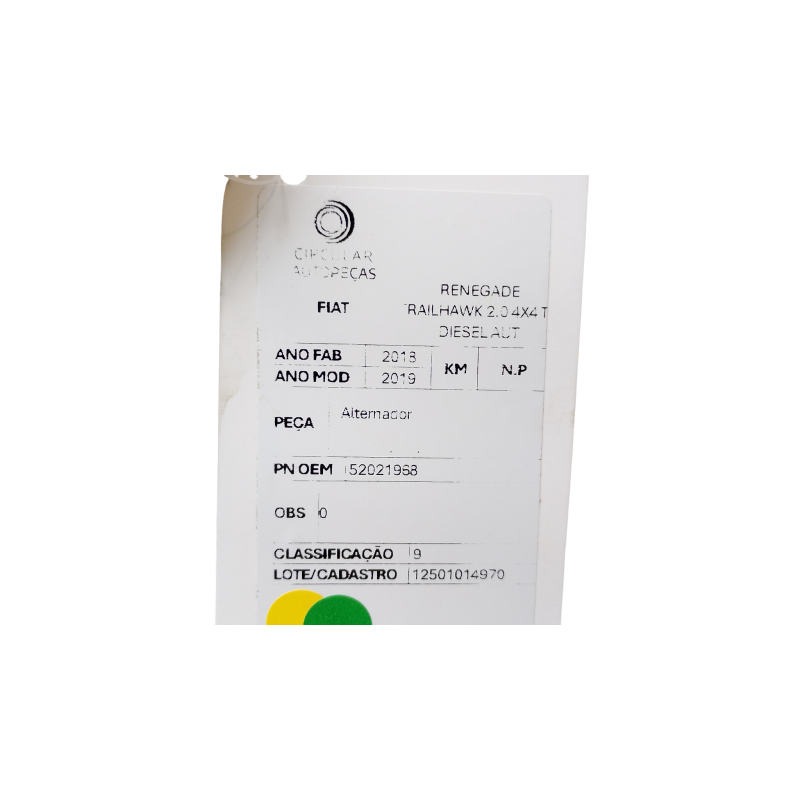 CIRCULAR
AUTOPEÇAS
FIAT
RENEGADE
TRAILHAWK 2.0 4X4 T
DIESEL AUT
ANO FAB 2018
ANO MOD 2019
KM N.P
PEÇA Alternador
PN OEM 52021968
OBS 0
CLASSIFICAÇÃO 9
LOTE/CADASTRO 12501014970